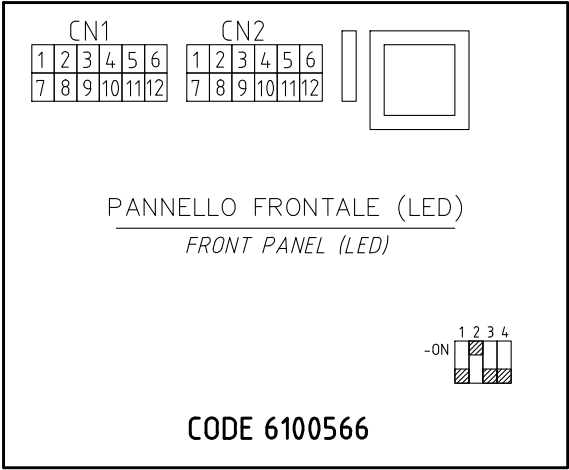 CN1 CN2
1 2 3 4 5 6 1 2 3 4 5 6
7 8 9 10 11 12 7 8 9 10 11 12
PANNELLO FRONTALE (LED)
FRONT PANEL (LED)
1 2 3 4
-ON
CODE 6100566